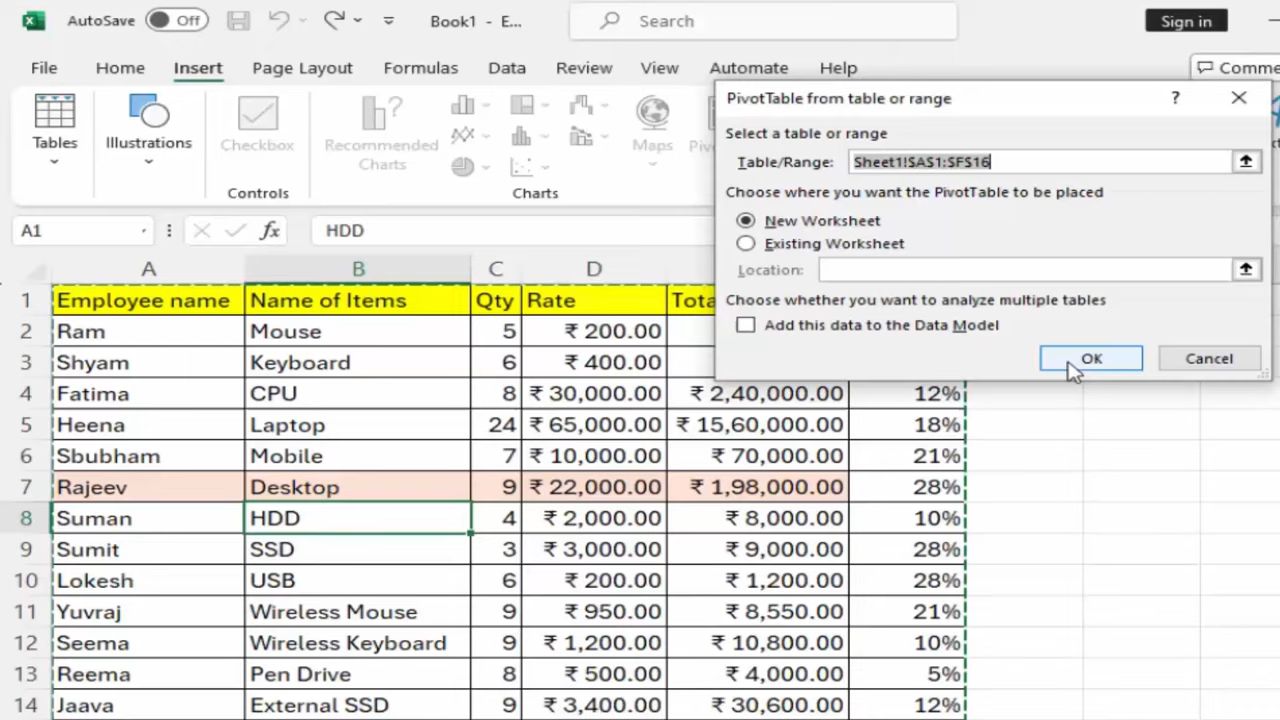 AutoSave Off Book1 - E... Search Sign in
File Home Insert Page Layout Formulas Data Review View Automate Help
Tables Illustrations Checkbox Recommended Charts Maps
Controls Charts
PivotTable from table or range ? 
Select a table or range
Table/Range: Sheet1!$A$1:$F$16
Choose where you want the PivotTable to be placed
New Worksheet
Existing Worksheet
Location:
Choose whether you want to analyze multiple tables
Add this data to the Data Model
OK Cancel
A1 fx HDD
A B C D
1 Employee name Name of Items Qty Rate
2 Ram Mouse 5 ₹ 200.00
3 Shyam Keyboard 6 ₹ 400.00
4 Fatima CPU 8 ₹ 30,000.00 ₹ 2,40,000.00 12%
5 Heena Laptop 24 ₹ 65,000.00 ₹ 15,60,000.00 18%
6 Sbubham Mobile 7 ₹ 10,000.00 ₹ 70,000.00 21%
7 Rajeev Desktop 9 ₹ 22,000.00 ₹ 1,98,000.00 28%
8 Suman HDD 4 ₹ 2,000.00 ₹ 8,000.00 10%
9 Sumit SSD 3 ₹ 3,000.00 ₹ 9,000.00 28%
10 Lokesh USB 6 ₹ 200.00 ₹ 1,200.00 28%
11 Yuvraj Wireless Mouse 9 ₹ 950.00 ₹ 8,550.00 21%
12 Seema Wireless Keyboard 9 ₹ 1,200.00 ₹ 10,800.00 10%
13 Reema Pen Drive 8 ₹ 500.00 ₹ 4,000.00 5%
14 Jaava External SSD 9 ₹ 3,400.00 ₹ 30,600.00 12%